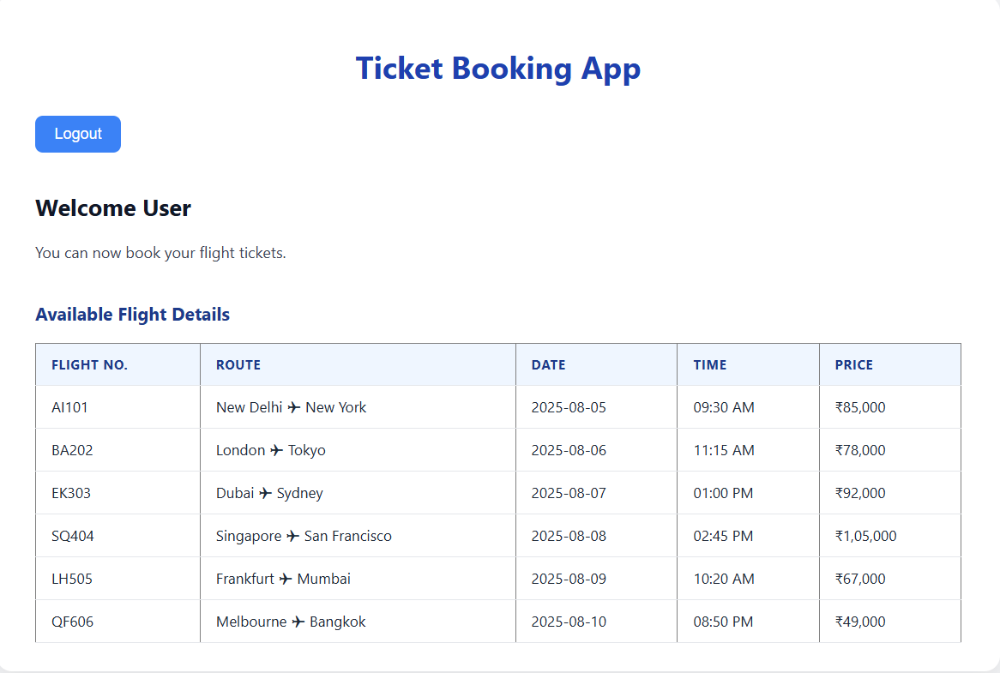 Ticket Booking App
Logout
Welcome User
You can now book your flight tickets.
Available Flight Details
FLIGHT NO. ROUTE DATE TIME PRICE
AI101 New Delhi ✈ New York 2025-08-05 09:30 AM ₹85,000
BA202 London ✈ Tokyo 2025-08-06 11:15 AM ₹78,000
EK303 Dubai ✈ Sydney 2025-08-07 01:00 PM ₹92,000
SQ404 Singapore ✈ San Francisco 2025-08-08 02:45 PM ₹1,05,000
LH505 Frankfurt ✈ Mumbai 2025-08-09 10:20 AM ₹67,000
QF606 Melbourne ✈ Bangkok 2025-08-10 08:50 PM ₹49,000